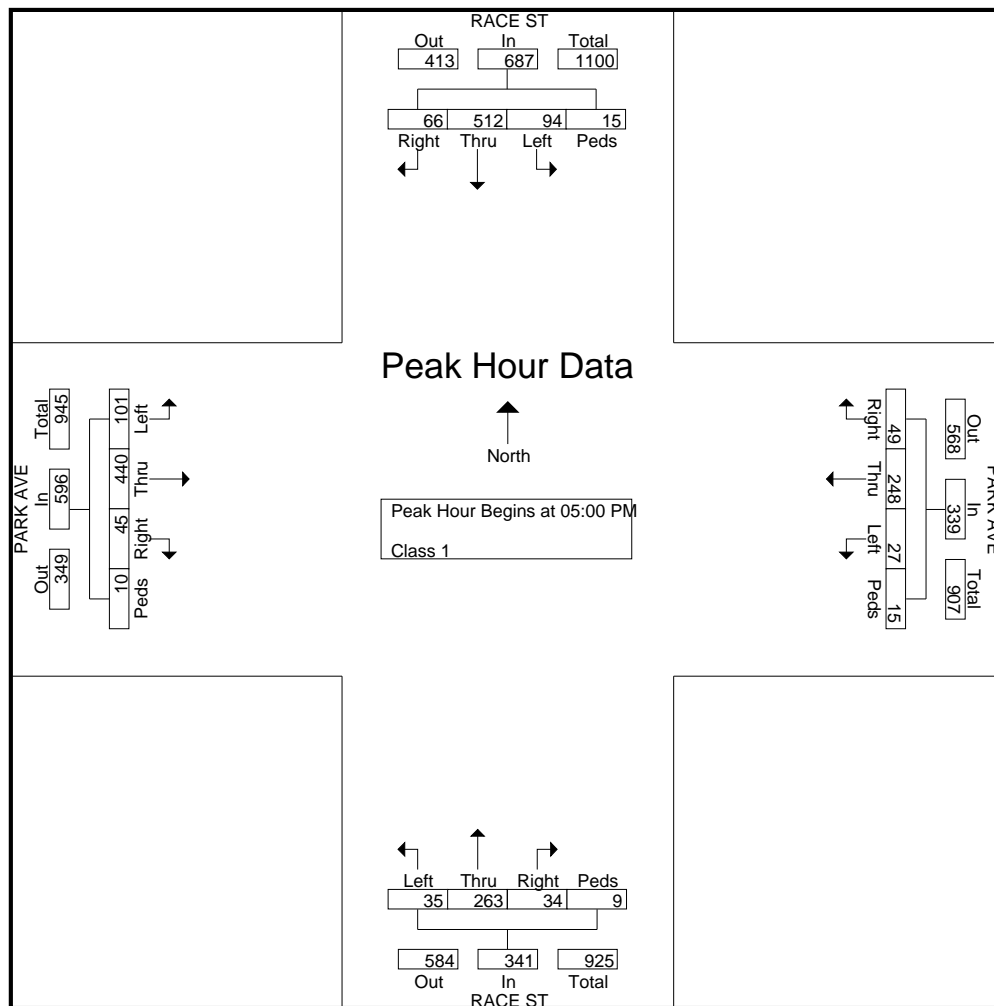 RACE ST
Out In Total
413 687 1100
66 512 94 15
Right Thru Left Peds
Peak Hour Data
North
Peak Hour Begins at 05:00 PM
Class 1
PARK AVE
Out In Total
349 596 945
10 45 440 101
Peds Right Thru Left
PARK AVE
Out In Total
568 339 907
49 248 27 15
Right Thru Left Peds
Left Thru Right Peds
35 263 34 9
584 341 925
Out In Total
RACE ST